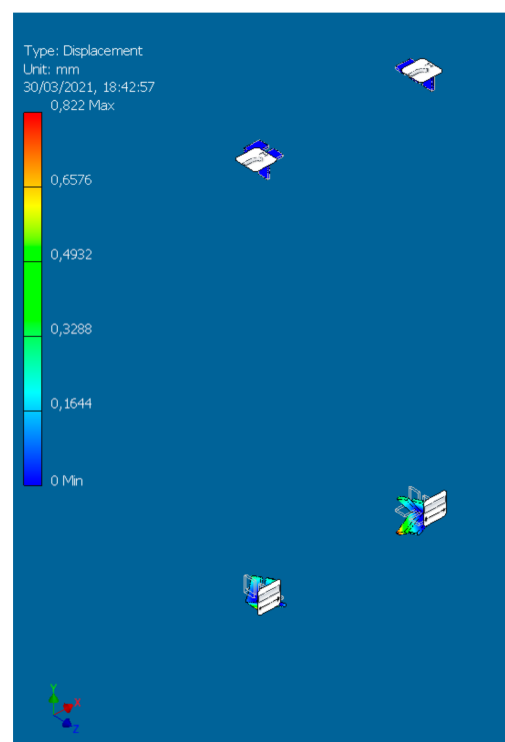 Type: Displacement
Unit: mm
30/03/2021, 18:42:57
0,822 Max
0,6576
0,4932
0,3288
0,1644
0 Min
Y
X
Z